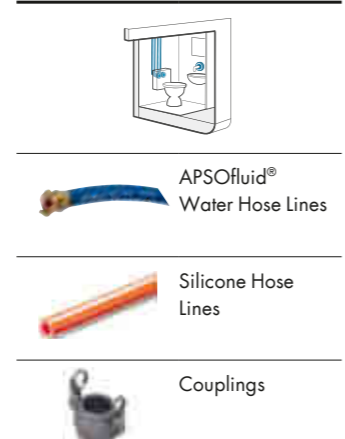 APSOfluid®
Water Hose Lines
Silicone Hose
Lines
Couplings